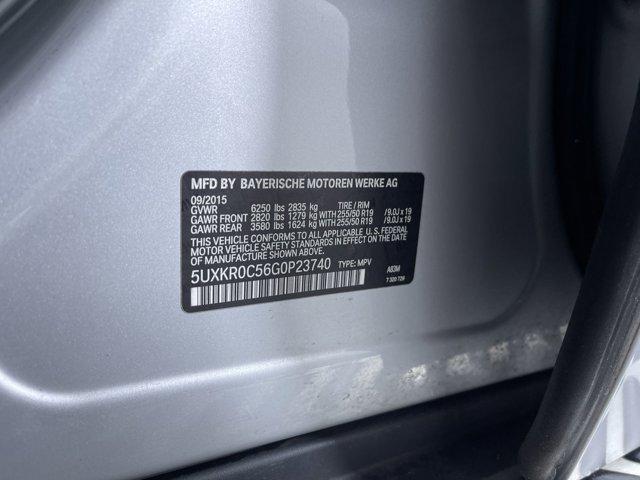 MFD BY BAYERISCHE MOTOREN WERKE AG
09/2015
GVWR 6250 lbs 2835 kg TIRE / RIM
GAWR FRONT 2820 lbs 1279 kg WITH 255/50 R19 /9.0J x 19
GAWR REAR 3580 lbs 1624 kg WITH 255/50 R19 /9.0J x 19
THIS VEHICLE CONFORMS TO ALL APPLICABLE U.S. FEDERAL
MOTOR VEHICLE SAFETY STANDARDS IN EFFECT ON THE DATE OF
MANUFACTURE SHOWN ABOVE.
5UXKR0C56G0P23740 TYPE: MPV A83M
7 320 726